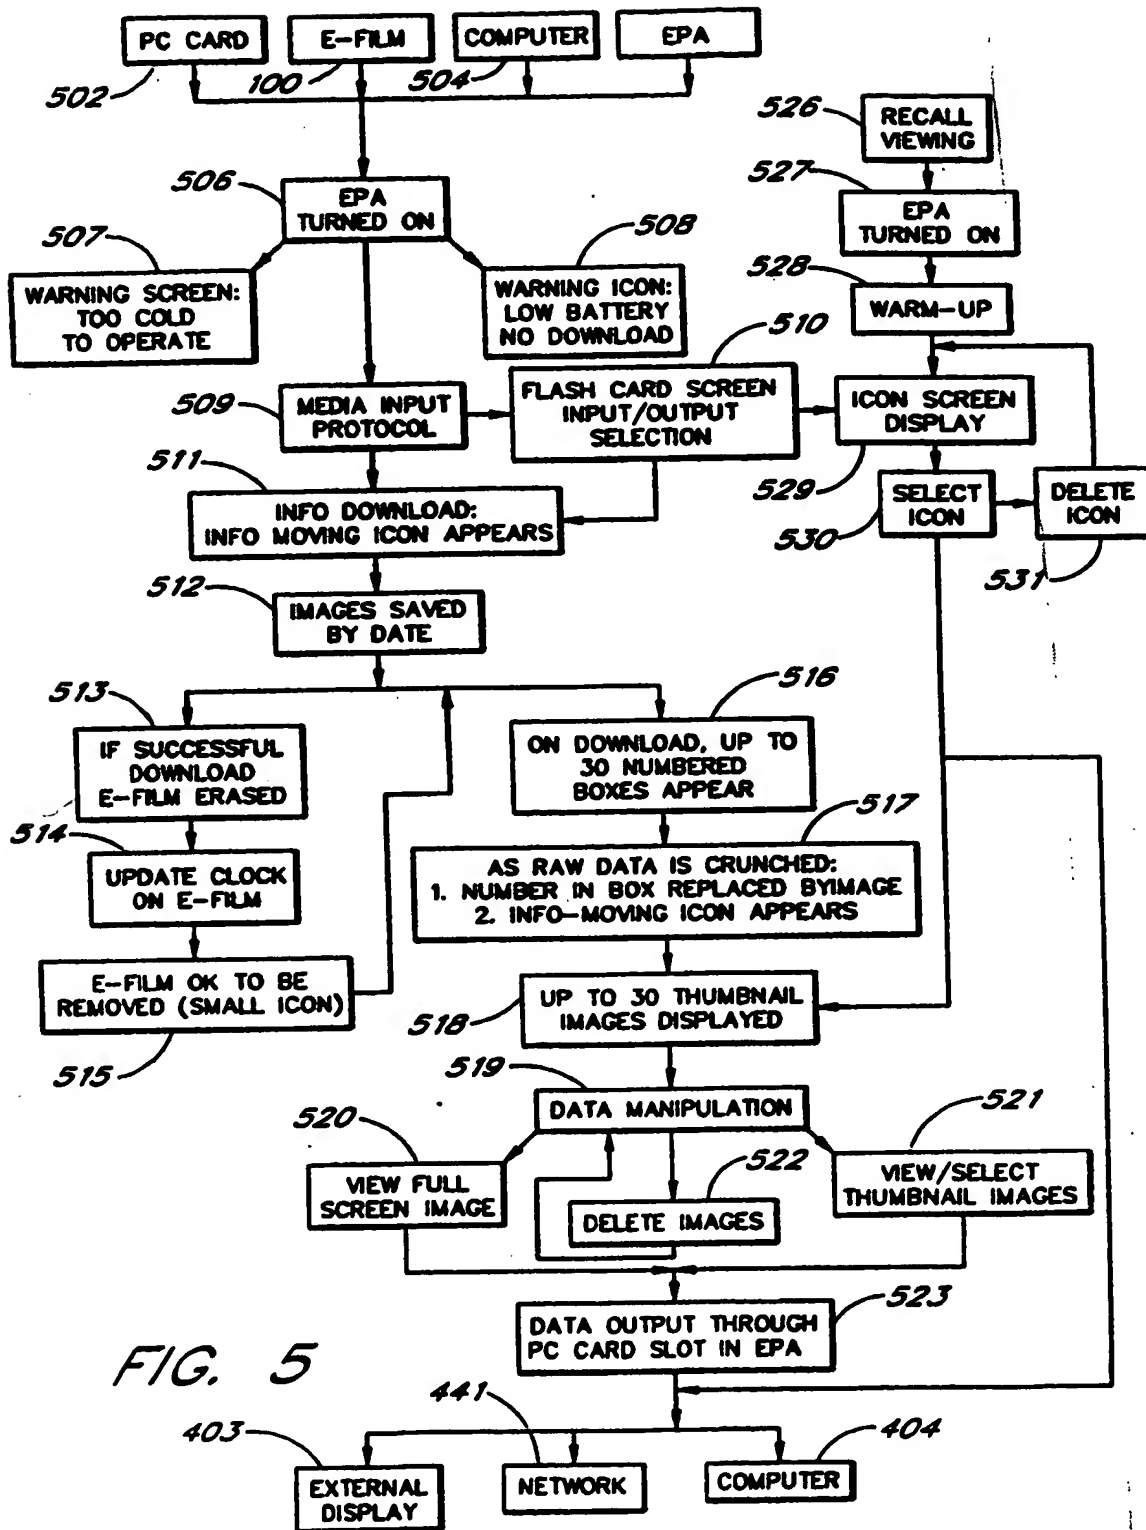 PC CARD
E-FILM
COMPUTER
EPA
502
100
504
526
RECALL
VIEWING
506
EPA
TURNED ON
527
EPA
TURNED ON
507
WARNING SCREEN:
TOO COLD
TO OPERATE
508
WARNING ICON:
LOW BATTERY
NO DOWNLOAD
528
WARM-UP
509
MEDIA INPUT
PROTOCOL
510
FLASH CARD SCREEN
INPUT/OUTPUT
SELECTION
ICON SCREEN
DISPLAY
529
511
INFO DOWNLOAD:
INFO MOVING ICON APPEARS
SELECT
ICON
530
DELETE
ICON
531
512
IMAGES SAVED
BY DATE
513
IF SUCCESSFUL
DOWNLOAD
E-FILM ERASED
516
ON DOWNLOAD, UP TO
30 NUMBERED
BOXES APPEAR
514
UPDATE CLOCK
ON E-FILM
517
AS RAW DATA IS CRUNCHED:
1. NUMBER IN BOX REPLACED BYIMAGE
2. INFO-MOVING ICON APPEARS
E-FILM OK TO BE
REMOVED (SMALL ICON)
515
518
UP TO 30 THUMBNAIL
IMAGES DISPLAYED
519
DATA MANIPULATION
520
VIEW FULL
SCREEN IMAGE
522
DELETE IMAGES
521
VIEW/SELECT
THUMBNAIL IMAGES
523
DATA OUTPUT THROUGH
PC CARD SLOT IN EPA
FIG. 5
403
EXTERNAL
DISPLAY
441
NETWORK
404
COMPUTER